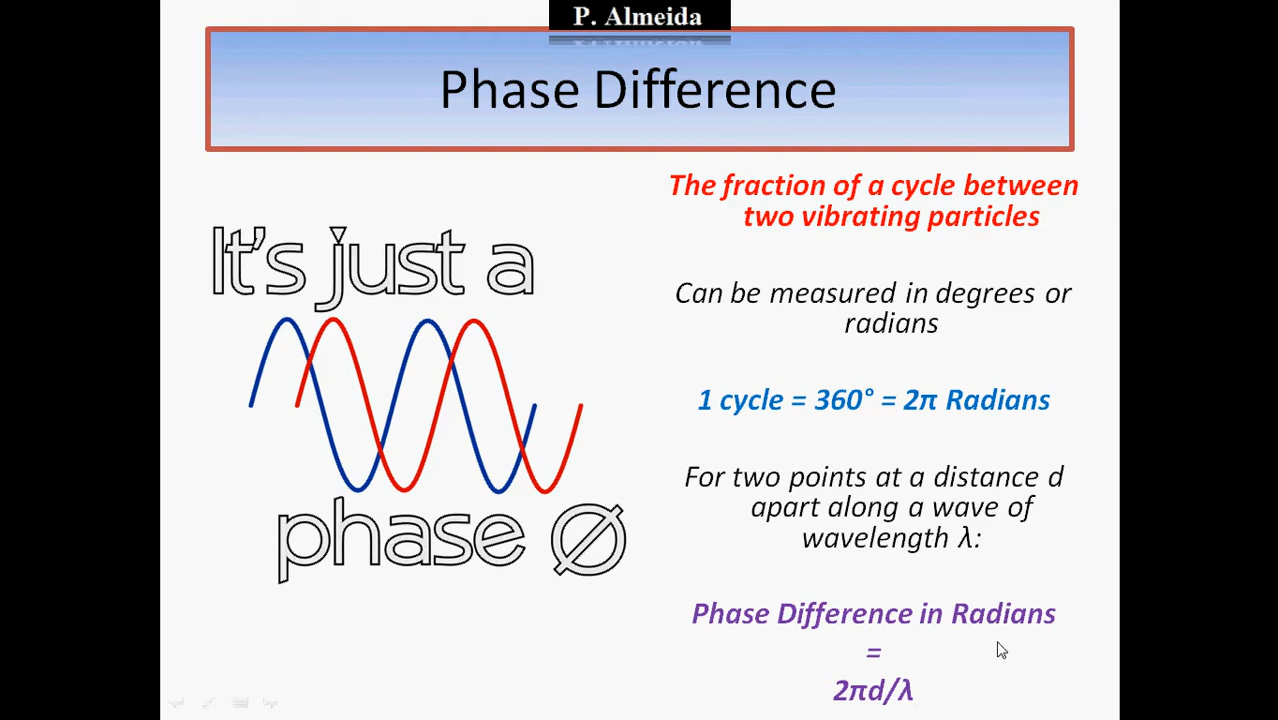 P. Almeida
Phase Difference
The fraction of a cycle between
two vibrating particles
It's just a
phase Ø
Can be measured in degrees or
radians
1 cycle = 360° = 2π Radians
For two points at a distance d
apart along a wave of
wavelength λ:
Phase Difference in Radians
=
2πd/λ